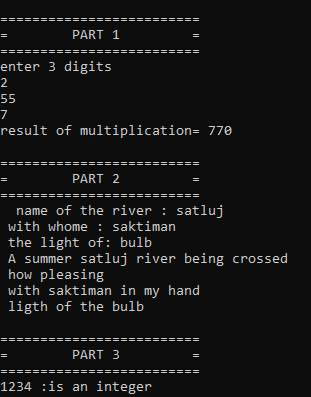 =========================
=        PART 1         =
=========================
enter 3 digits
2
55
7
result of multiplication= 770

=========================
=        PART 2         =
=========================
  name of the river : satluj
 with whome : saktiman
 the light of: bulb
 A summer satluj river being crossed
 how pleasing
 with saktiman in my hand
 ligth of the bulb

=========================
=        PART 3         =
=========================
1234 :is an integer